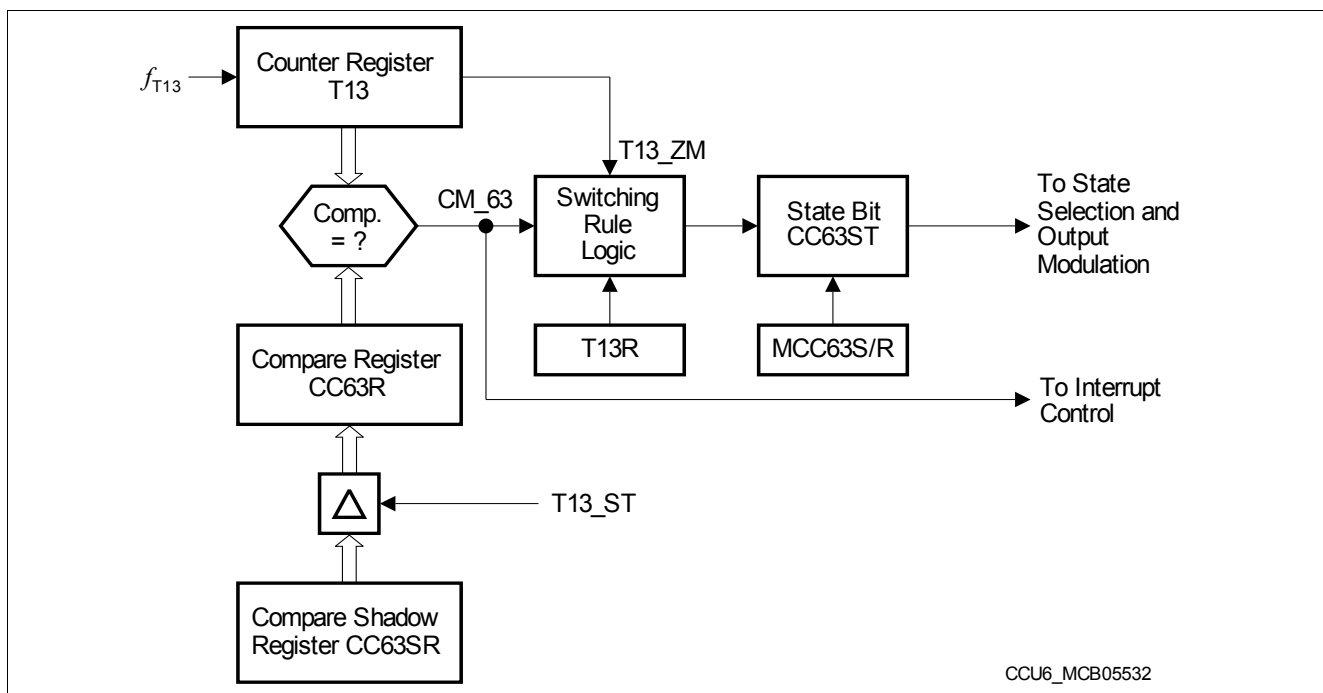 Counter Register
T13
fT13
T13_ZM
Comp.
= ?
CM_63
Switching
Rule
Logic
State Bit
CC63ST
To State
Selection and
Output
Modulation
Compare Register
CC63R
T13R
MCC63S/R
To Interrupt
Control
T13_ST
Compare Shadow
Register CC63SR
CCU6_MCB05532